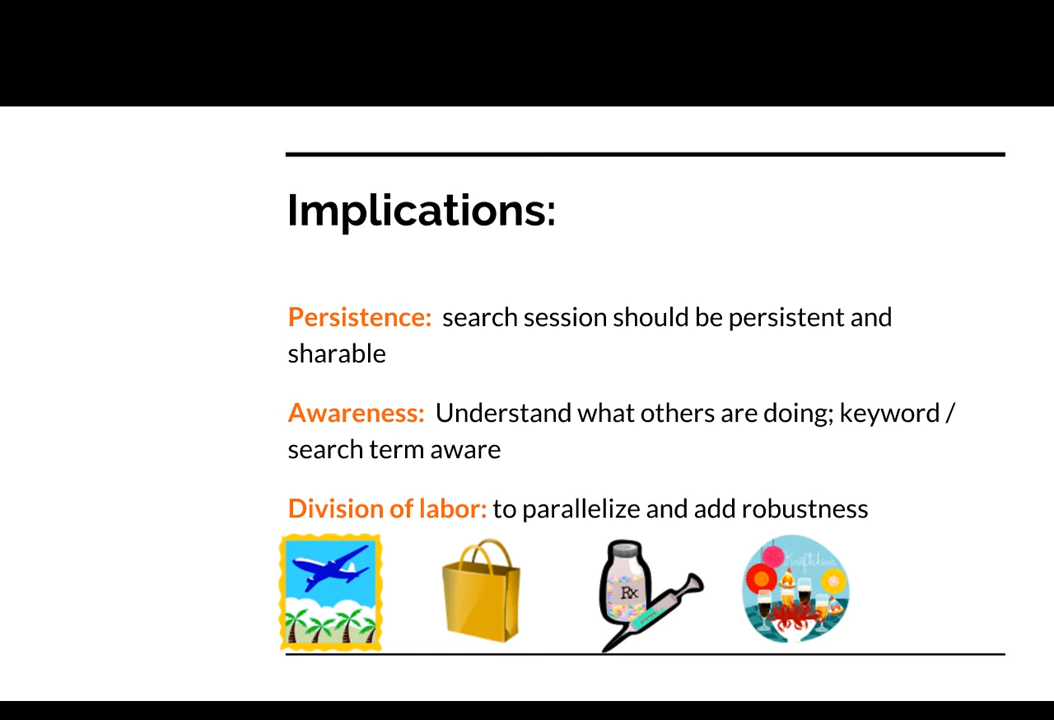 Implications:
Persistence: search session should be persistent and
sharable
Awareness: Understand what others are doing; keyword /
search term aware
Division of labor: to parallelize and add robustness
Rx